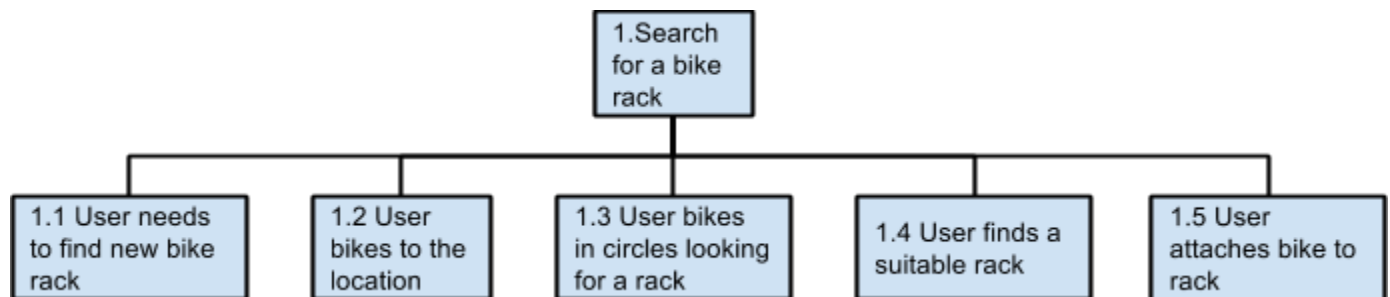 1.Search
for a bike
rack
1.1 User needs
to find new bike
rack
1.2 User
bikes to the
location
1.3 User bikes
in circles looking
for a rack
1.4 User finds a
suitable rack
1.5 User
attaches bike to
rack